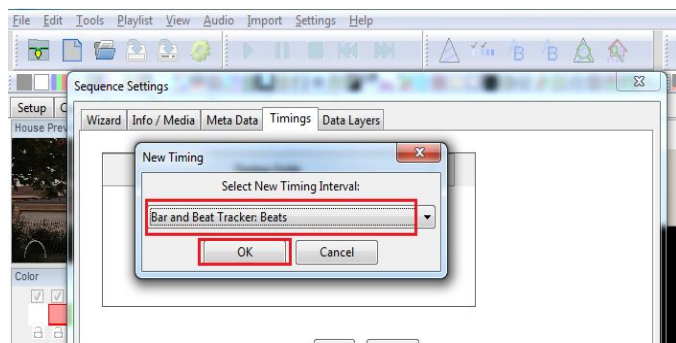 File Edit Tools Playlist View Audio Import Settings Help
Sequence Settings
Setup
House Prev
Wizard Info / Media Meta Data Timings Data Layers
New Timing
Select New Timing Interval:
Bar and Beat Tracker: Beats
OK Cancel
Color